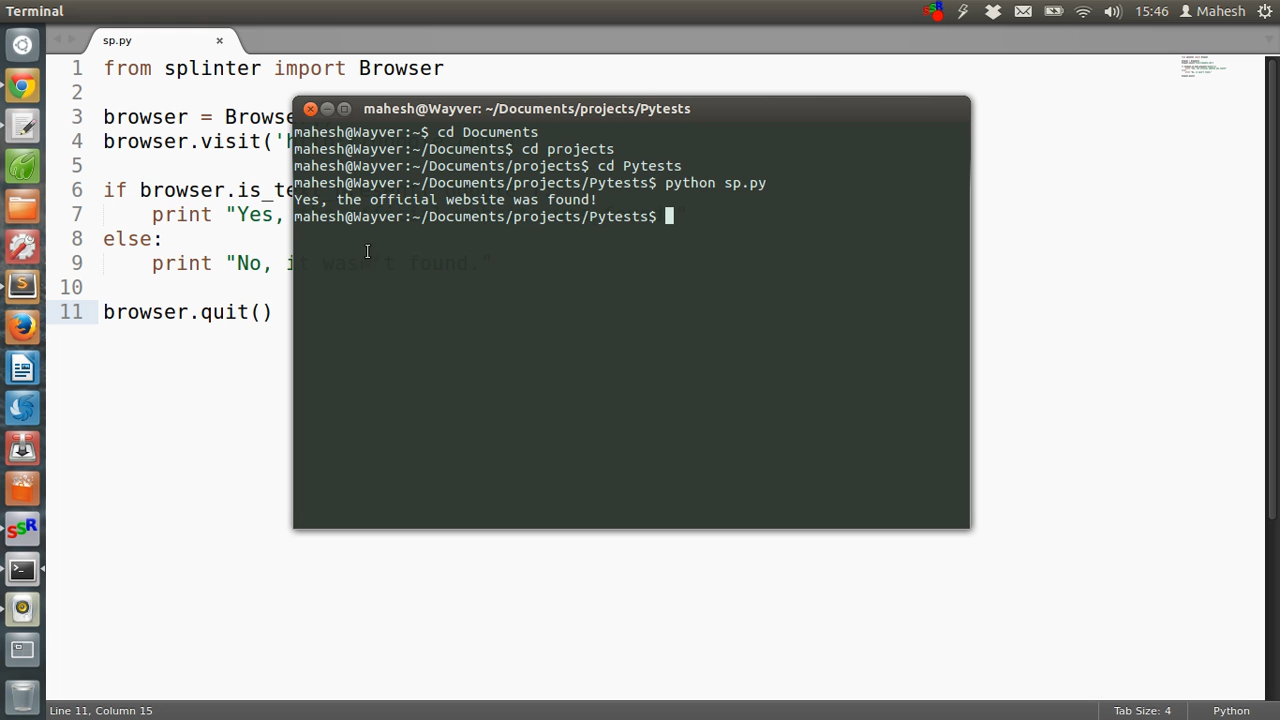 Terminal
15:46 Mahesh
sp.py ×
1 from splinter import Browser
2
3 browser = Browse
4 browser.visit('h
5
6 if browser.is_te
7 print "Yes,
8 else:
9 print "No, it wasn't found."
10
11 browser.quit()
mahesh@Wayver: ~/Documents/projects/Pytests
mahesh@Wayver:~$ cd Documents
mahesh@Wayver:~/Documents$ cd projects
mahesh@Wayver:~/Documents/projects$ cd Pytests
mahesh@Wayver:~/Documents/projects/Pytests$ python sp.py
Yes, the official website was found!
mahesh@Wayver:~/Documents/projects/Pytests$
SSR
Line 11, Column 15
Tab Size: 4 Python